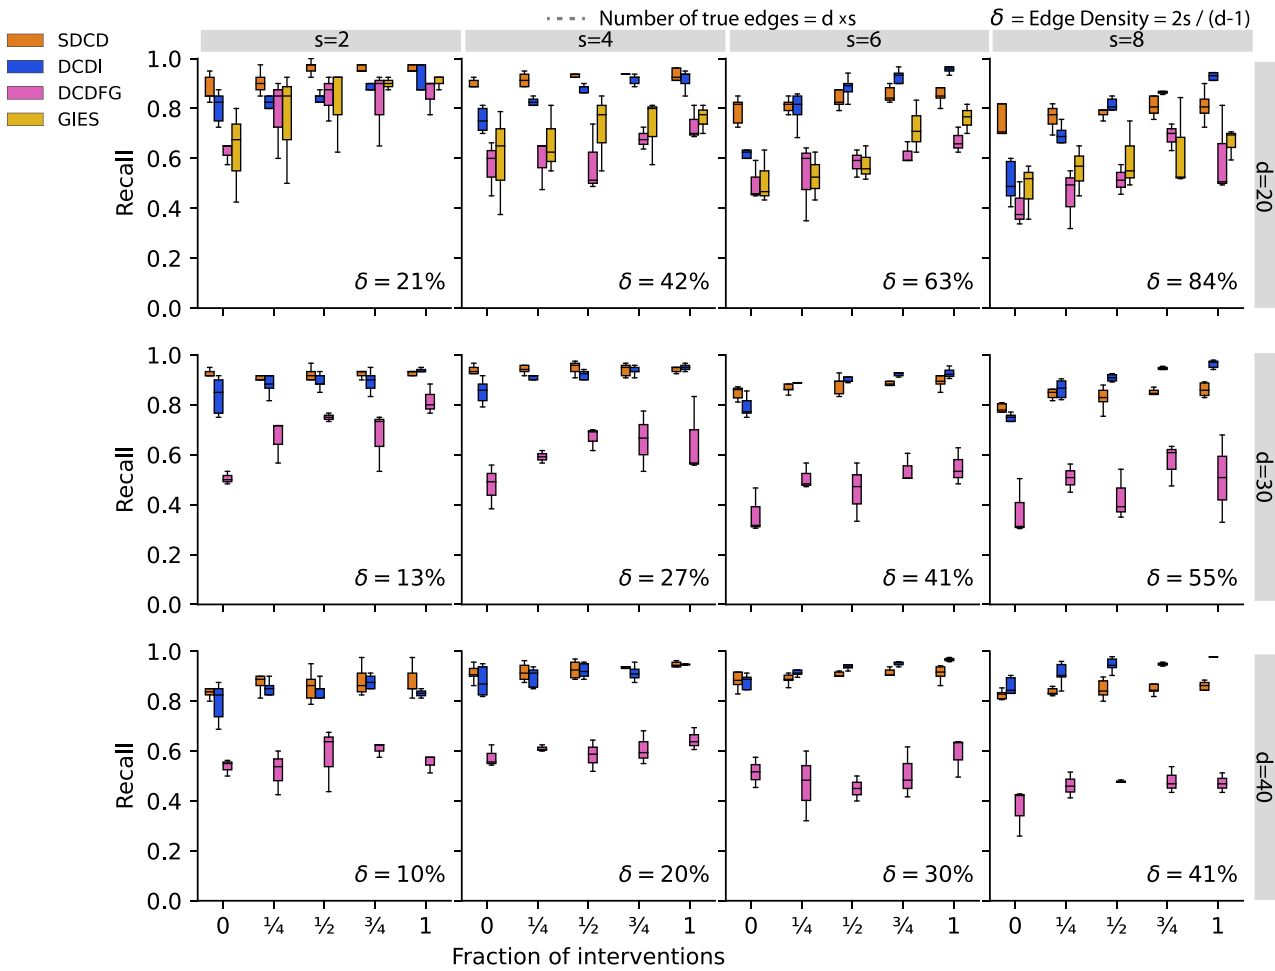 Number of true edges = d ×s
δ = Edge Density = 2s / (d-1)
SDCD
DCDI
DCDFG
GIES
s=2
s=4
s=6
s=8
1.0
0.8
0.6
0.4
0.2
0.0
Recall
δ = 21%
δ = 42%
δ = 63%
δ = 84%
d=20
1.0
0.8
0.6
0.4
0.2
0.0
Recall
δ = 13%
δ = 27%
δ = 41%
δ = 55%
d=30
1.0
0.8
0.6
0.4
0.2
0.0
Recall
δ = 10%
δ = 20%
δ = 30%
δ = 41%
d=40
0 ¼ ½ ¾ 1
0 ¼ ½ ¾ 1
0 ¼ ½ ¾ 1
0 ¼ ½ ¾ 1
Fraction of interventions